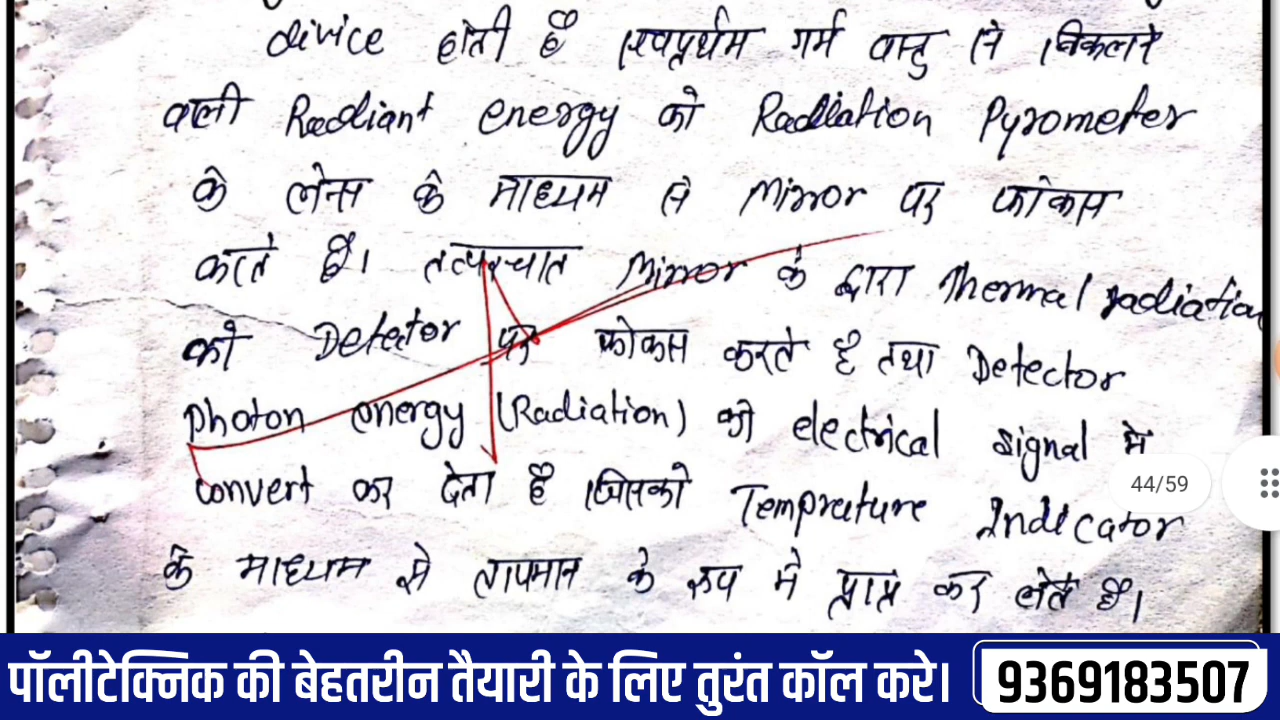 device होती है । सर्वप्रथम गर्म वस्तु से निकलने
वाली Radiant energy को Radiation Pyrometer
के लेन्स के माध्यम से Mirror पर फोकस
करते है। तत्पश्चात Mirror के द्वारा thermal radiation
को Detector पर फोकस करते है तथा Detector
photon energy (Radiation) को electrical signal मे
convert कर देता है । जिसको Temprature Indicator
के माध्यम से तापमान के रूप में प्राप्त कर लेते है।
44/59
पॉलीटेक्निक की बेहतरीन तैयारी के लिए तुरंत कॉल करे।
9369183507